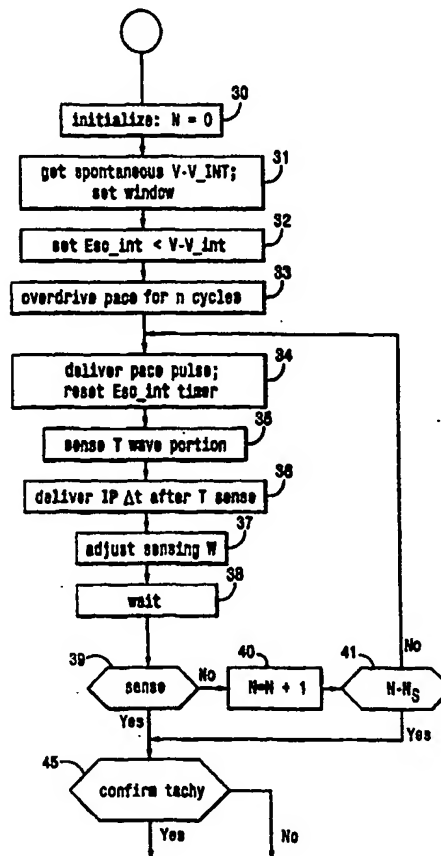 30
initialize: N = 0
31
get spontaneous V-V_INT;
set window
32
set Esc_int < V-V_int
33
overdrive pace for n cycles
34
deliver pace pulse;
reset Esc_int timer
35
sense T wave portion
36
deliver IP Δt after T sense
37
adjust sensing W
38
wait
39
sense
No
40
N=N + 1
41
N-NS
No
Yes
Yes
45
confirm tachy
Yes
No